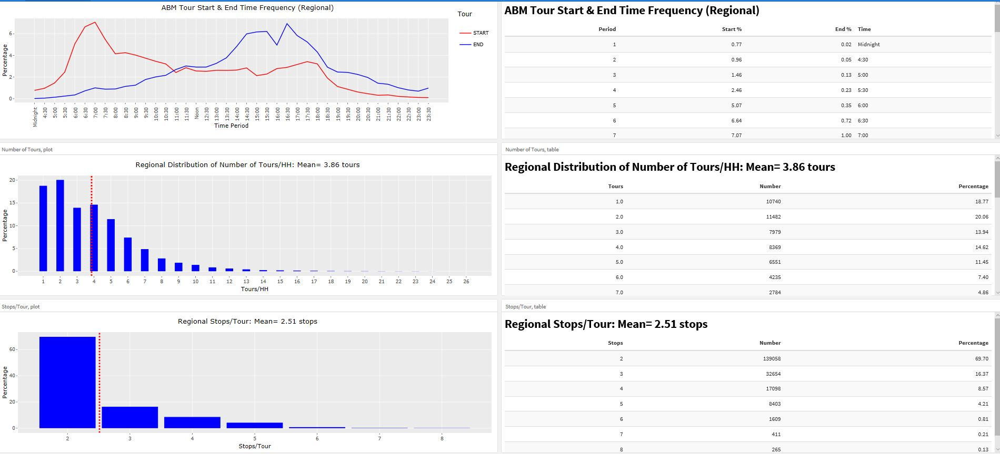 ABM Tour Start & End Time Frequency (Regional)
Tour
START
END
Percentage
6
4
2
0
Midnight 4:30 5:00 5:30 6:00 6:30 7:00 7:30 8:00 8:30 9:00 9:30 10:00 10:30 11:00 11:30 Noon 12:30 13:00 13:30 14:00 14:30 15:00 15:30 16:00 16:30 17:00 17:30 18:00 18:30 19:00 19:30 20:00 20:30 21:00 21:30 22:00 22:30 23:00 23:30
Time Period
ABM Tour Start & End Time Frequency (Regional)
Period Start % End % Time
1 0.77 0.02 Midnight
2 0.96 0.05 4:30
3 1.46 0.13 5:00
4 2.46 0.23 5:30
5 5.07 0.35 6:00
6 6.64 0.72 6:30
7 7.07 1.00 7:00
Number of Tours, plot
Regional Distribution of Number of Tours/HH: Mean= 3.86 tours
Percentage
20
15
10
5
0
1 2 3 4 5 6 7 8 9 10 11 12 13 14 15 16 17 18 19 20 21 22 23 24 25 26
Tours/HH
Number of Tours, table
Regional Distribution of Number of Tours/HH: Mean= 3.86 tours
Tours Number Percentage
1.0 10740 18.77
2.0 11482 20.06
3.0 7979 13.94
4.0 8369 14.62
5.0 6551 11.45
6.0 4235 7.40
7.0 2784 4.86
Stops/Tour, plot
Regional Stops/Tour: Mean= 2.51 stops
Percentage
60
40
20
0
2 3 4 5 6 7 8
Stops/Tour
Stops/Tour, table
Regional Stops/Tour: Mean= 2.51 stops
Stops Number Percentage
2 139058 69.70
3 32654 16.37
4 17098 8.57
5 8403 4.21
6 1609 0.81
7 411 0.21
8 265 0.13